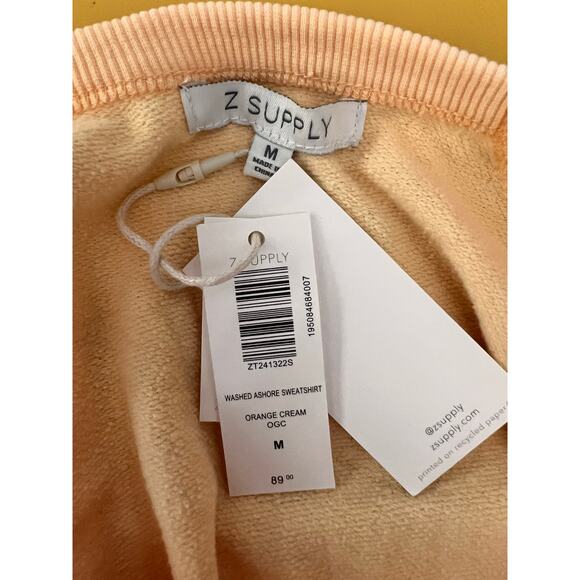 Z SUPPLY
M
MADE IN
CHINA
Z SUPPLY
195084684007
ZT241322S
WASHED ASHORE SWEATSHIRT
ORANGE CREAM
OGC
M
89 00
@zsupply
zsupply.com
printed on recycled paper